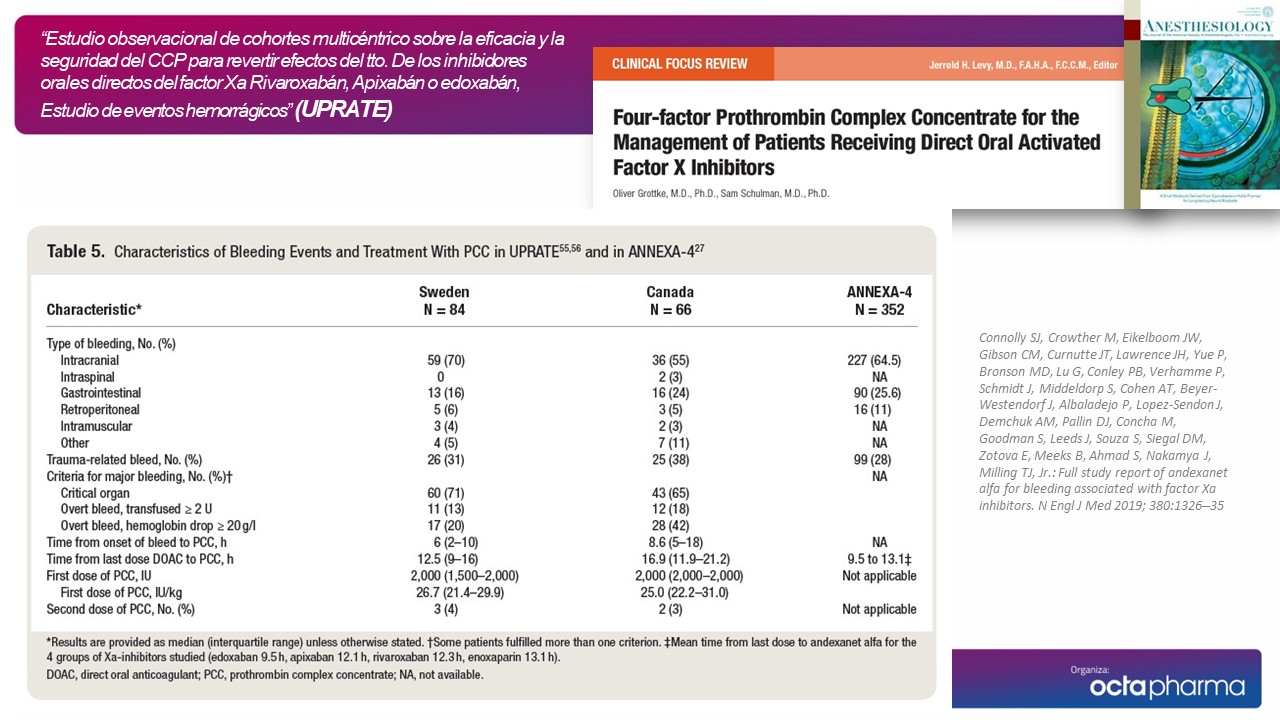 “Estudio observacional de cohortes multicéntrico sobre la eficacia y la
seguridad del CCP para revertir efectos del tto. De los inhibidores
orales directos del factor Xa Rivaroxabán, Apixabán o edoxabán,
Estudio de eventos hemorrágicos” (UPRATE)
CLINICAL FOCUS REVIEW
Jerrold H. Levy, M.D., F.A.H.A., F.C.C.M., Editor
Four-factor Prothrombin Complex Concentrate for the
Management of Patients Receiving Direct Oral Activated
Factor X Inhibitors
Oliver Grottke, M.D., Ph.D., Sam Schulman, M.D., Ph.D.
ANESTHESIOLOGY
Table 5. Characteristics of Bleeding Events and Treatment With PCC in UPRATE55,56 and in ANNEXA-427
Sweden Canada ANNEXA-4
Characteristic* N = 84 N = 66 N = 352
Type of bleeding, No. (%)
Intracranial 59 (70) 36 (55) 227 (64.5)
Intraspinal 0 2 (3) NA
Gastrointestinal 13 (16) 16 (24) 90 (25.6)
Retroperitoneal 5 (6) 3 (5) 16 (11)
Intramuscular 3 (4) 2 (3) NA
Other 4 (5) 7 (11) NA
Trauma-related bleed, No. (%) 26 (31) 25 (38) 99 (28)
Criteria for major bleeding, No. (%)† NA
Critical organ 60 (71) 43 (65)
Overt bleed, transfused ≥ 2 U 11 (13) 12 (18)
Overt bleed, hemoglobin drop ≥ 20 g/l 17 (20) 28 (42)
Time from onset of bleed to PCC, h 6 (2–10) 8.6 (5–18) NA
Time from last dose DOAC to PCC, h 12.5 (9–16) 16.9 (11.9–21.2) 9.5 to 13.1‡
First dose of PCC, IU 2,000 (1,500–2,000) 2,000 (2,000–2,000) Not applicable
First dose of PCC, IU/kg 26.7 (21.4–29.9) 25.0 (22.2–31.0)
Second dose of PCC, No. (%) 3 (4) 2 (3) Not applicable
*Results are provided as median (interquartile range) unless otherwise stated. †Some patients fulfilled more than one criterion. ‡Mean time from last dose to andexanet alfa for the
4 groups of Xa-inhibitors studied (edoxaban 9.5 h, apixaban 12.1 h, rivaroxaban 12.3 h, enoxaparin 13.1 h).
DOAC, direct oral anticoagulant; PCC, prothrombin complex concentrate; NA, not available.
Connolly SJ, Crowther M, Eikelboom JW,
Gibson CM, Curnutte JT, Lawrence JH, Yue P,
Bronson MD, Lu G, Conley PB, Verhamme P,
Schmidt J, Middeldorp S, Cohen AT, Beyer-
Westendorf J, Albaladejo P, Lopez-Sendon J,
Demchuk AM, Pallin DJ, Concha M,
Goodman S, Leeds J, Souza S, Siegal DM,
Zotova E, Meeks B, Ahmad S, Nakamya J,
Milling TJ, Jr.: Full study report of andexanet
alfa for bleeding associated with factor Xa
inhibitors. N Engl J Med 2019; 380:1326–35
Organiza:
octapharma